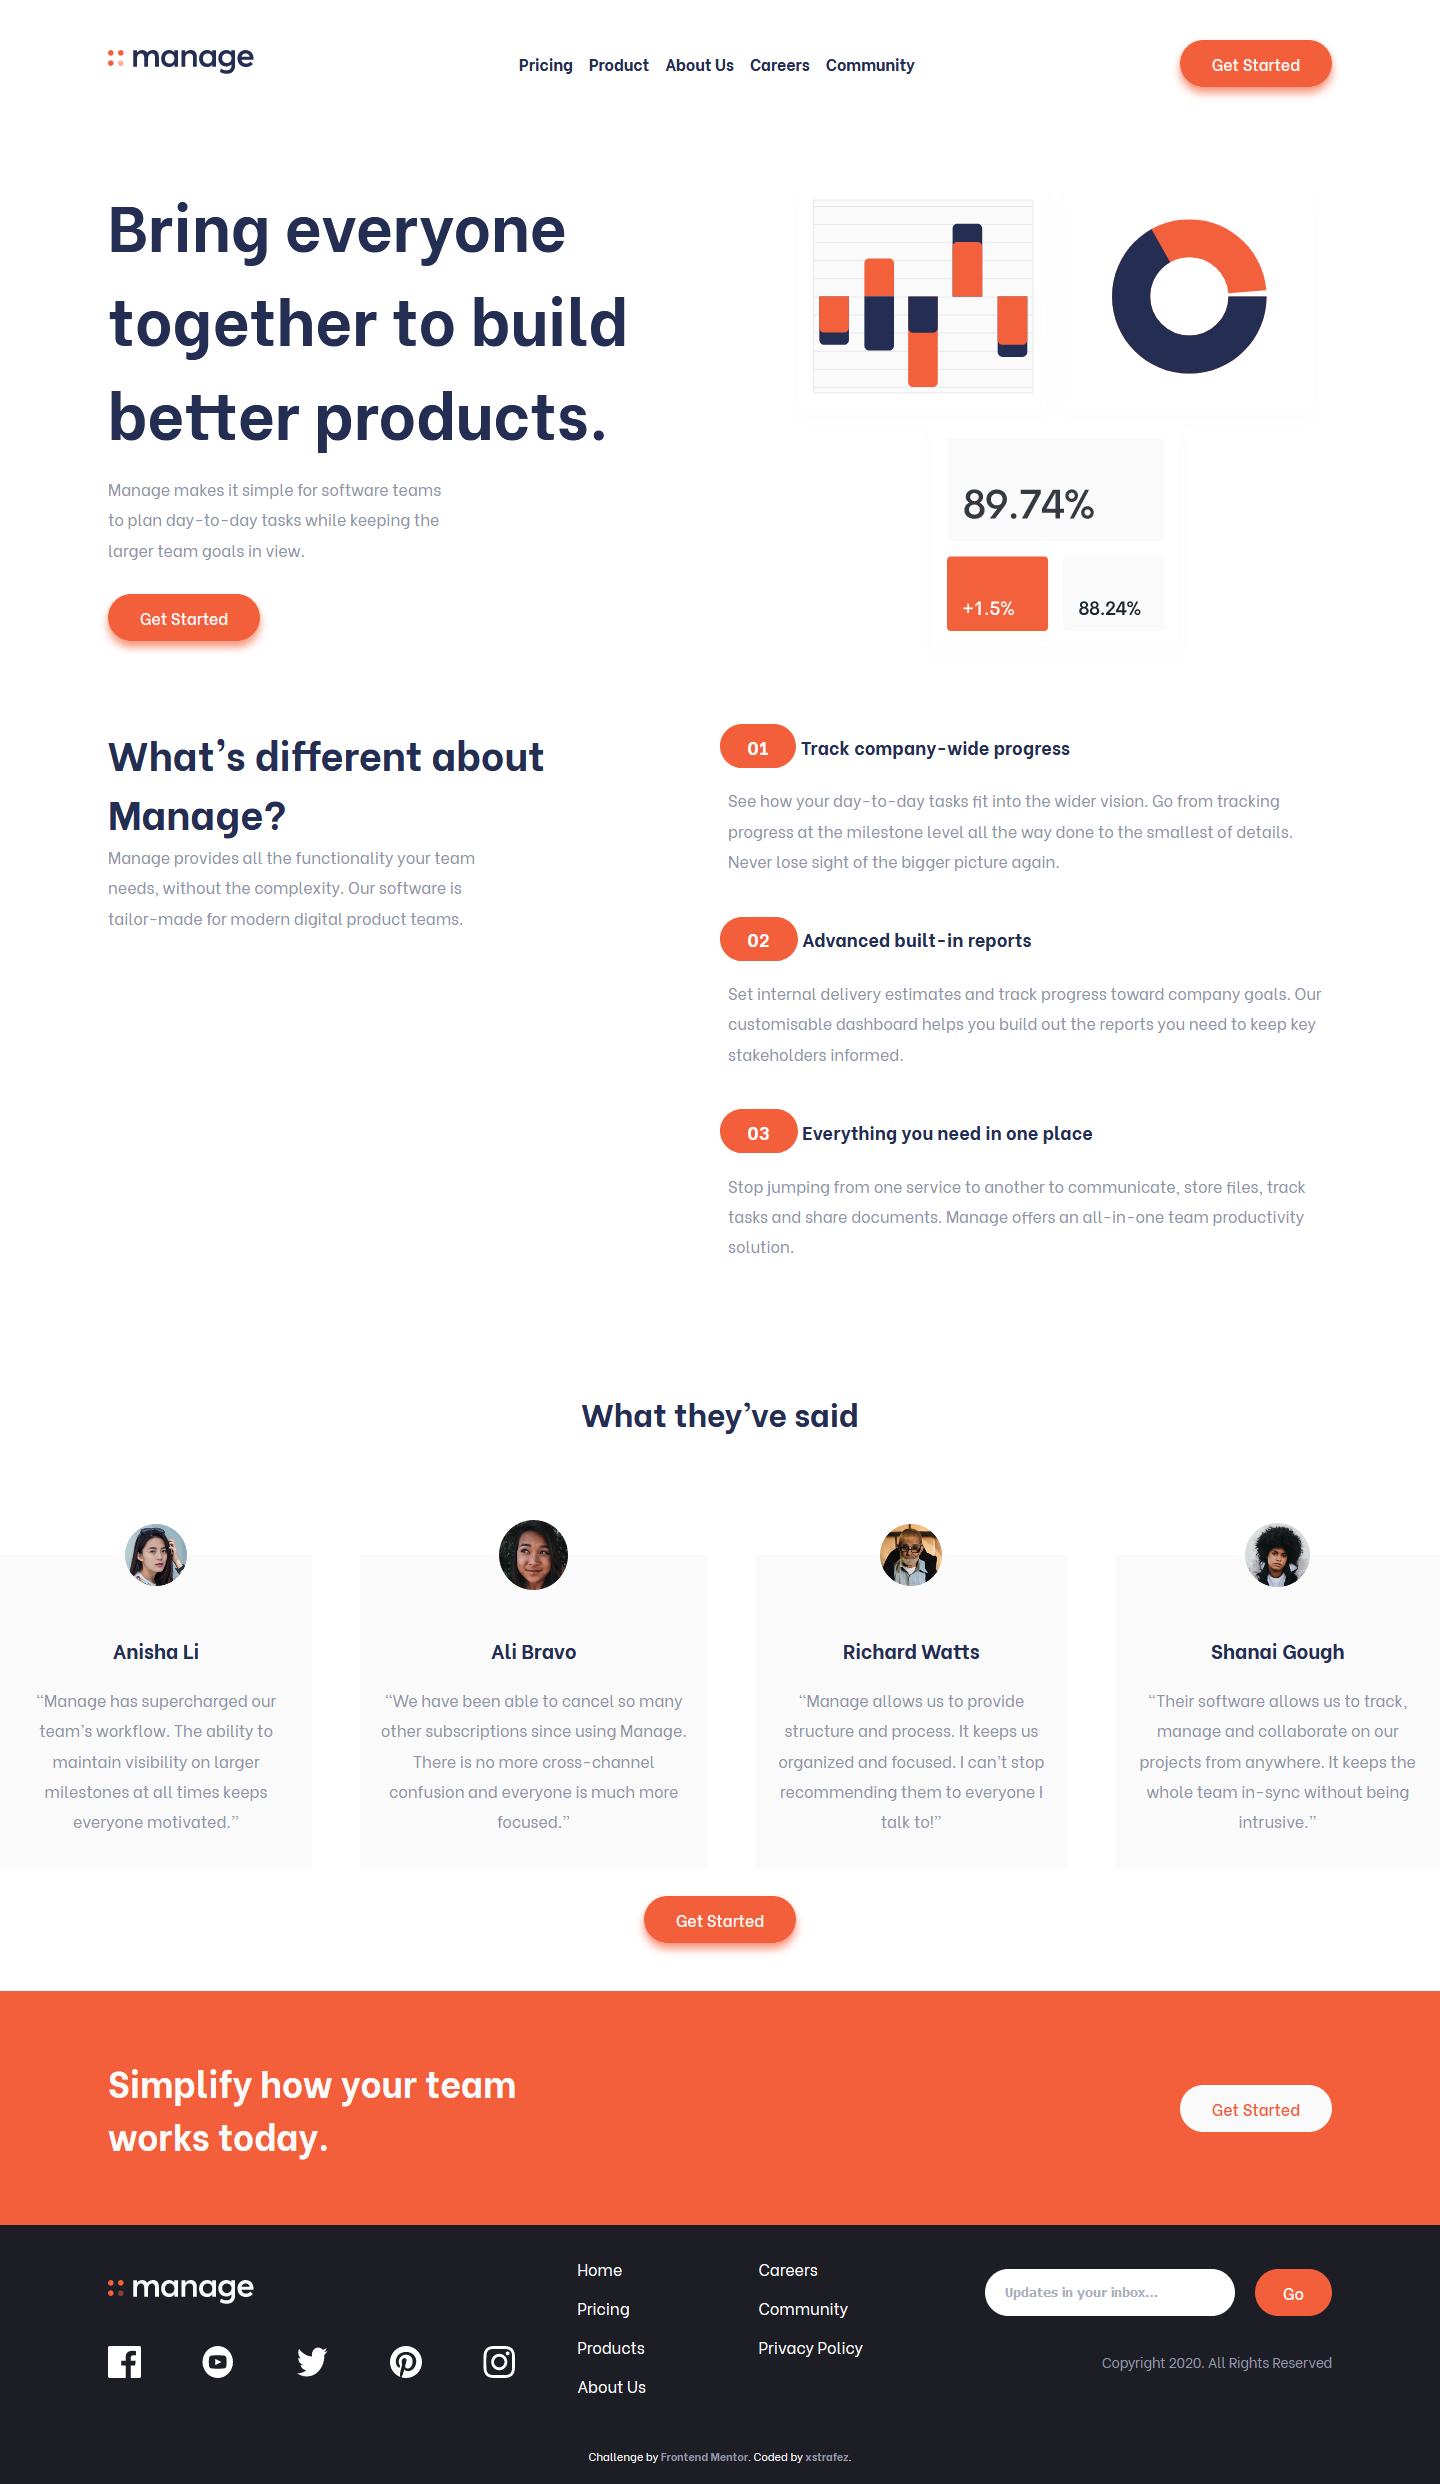 manage
Pricing Product About Us Careers Community
Get Started
Bring everyone
together to build
better products.
Manage makes it simple for software teams
to plan day-to-day tasks while keeping the
larger team goals in view.
Get Started
89.74%
+1.5%
88.24%
What’s different about
Manage?
Manage provides all the functionality your team
needs, without the complexity. Our software is
tailor-made for modern digital product teams.
01 Track company-wide progress
See how your day-to-day tasks fit into the wider vision. Go from tracking
progress at the milestone level all the way done to the smallest of details.
Never lose sight of the bigger picture again.
02 Advanced built-in reports
Set internal delivery estimates and track progress toward company goals. Our
customisable dashboard helps you build out the reports you need to keep key
stakeholders informed.
03 Everything you need in one place
Stop jumping from one service to another to communicate, store files, track
tasks and share documents. Manage offers an all-in-one team productivity
solution.
What they’ve said
Anisha Li
“Manage has supercharged our
team’s workflow. The ability to
maintain visibility on larger
milestones at all times keeps
everyone motivated.”
Ali Bravo
“We have been able to cancel so many
other subscriptions since using Manage.
There is no more cross-channel
confusion and everyone is much more
focused.”
Richard Watts
“Manage allows us to provide
structure and process. It keeps us
organized and focused. I can’t stop
recommending them to everyone I
talk to!”
Shanai Gough
“Their software allows us to track,
manage and collaborate on our
projects from anywhere. It keeps the
whole team in-sync without being
intrusive.”
Get Started
Simplify how your team
works today.
Get Started
manage
Home
Pricing
Products
About Us
Careers
Community
Privacy Policy
Updates in your inbox...
Go
Copyright 2020. All Rights Reserved
Challenge by Frontend Mentor. Coded by xstrafez.